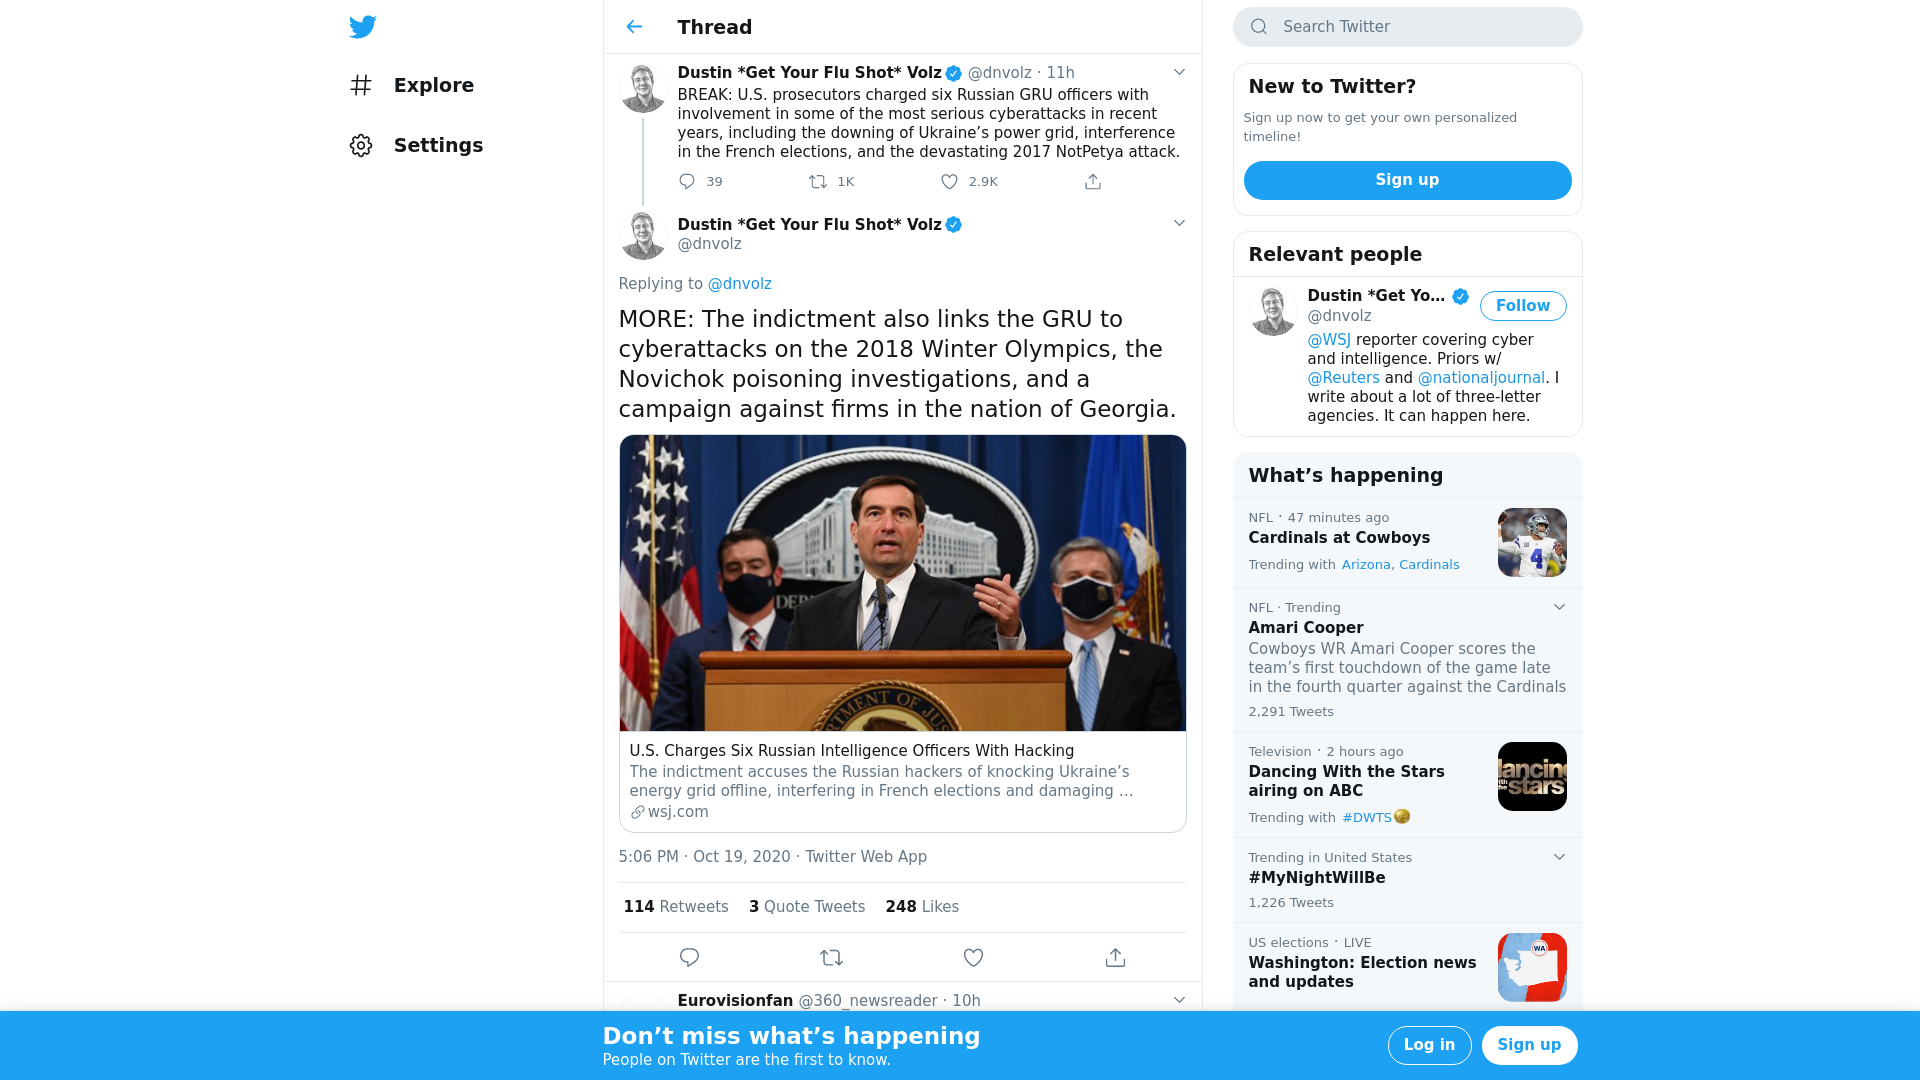 Explore
Settings
Thread
Dustin *Get Your Flu Shot* Volz @dnvolz · 11h
BREAK: U.S. prosecutors charged six Russian GRU officers with
involvement in some of the most serious cyberattacks in recent
years, including the downing of Ukraine’s power grid, interference
in the French elections, and the devastating 2017 NotPetya attack.
39 1K 2.9K
Dustin *Get Your Flu Shot* Volz
@dnvolz
Replying to @dnvolz
MORE: The indictment also links the GRU to
cyberattacks on the 2018 Winter Olympics, the
Novichok poisoning investigations, and a
campaign against firms in the nation of Georgia.
U.S. Charges Six Russian Intelligence Officers With Hacking
The indictment accuses the Russian hackers of knocking Ukraine’s
energy grid offline, interfering in French elections and damaging …
wsj.com
5:06 PM · Oct 19, 2020 · Twitter Web App
114 Retweets 3 Quote Tweets 248 Likes
Eurovisionfan @360_newsreader · 10h
Search Twitter
New to Twitter?
Sign up now to get your own personalized
timeline!
Sign up
Relevant people
Dustin *Get Yo...
@dnvolz
Follow
@WSJ reporter covering cyber
and intelligence. Priors w/
@Reuters and @nationaljournal. I
write about a lot of three-letter
agencies. It can happen here.
What’s happening
NFL · 47 minutes ago
Cardinals at Cowboys
Trending with Arizona, Cardinals
NFL · Trending
Amari Cooper
Cowboys WR Amari Cooper scores the
team’s first touchdown of the game late
in the fourth quarter against the Cardinals
2,291 Tweets
Television · 2 hours ago
Dancing With the Stars
airing on ABC
Trending with #DWTS
Trending in United States
#MyNightWillBe
1,226 Tweets
US elections · LIVE
Washington: Election news
and updates
WA
Don’t miss what’s happening
People on Twitter are the first to know.
Log in
Sign up